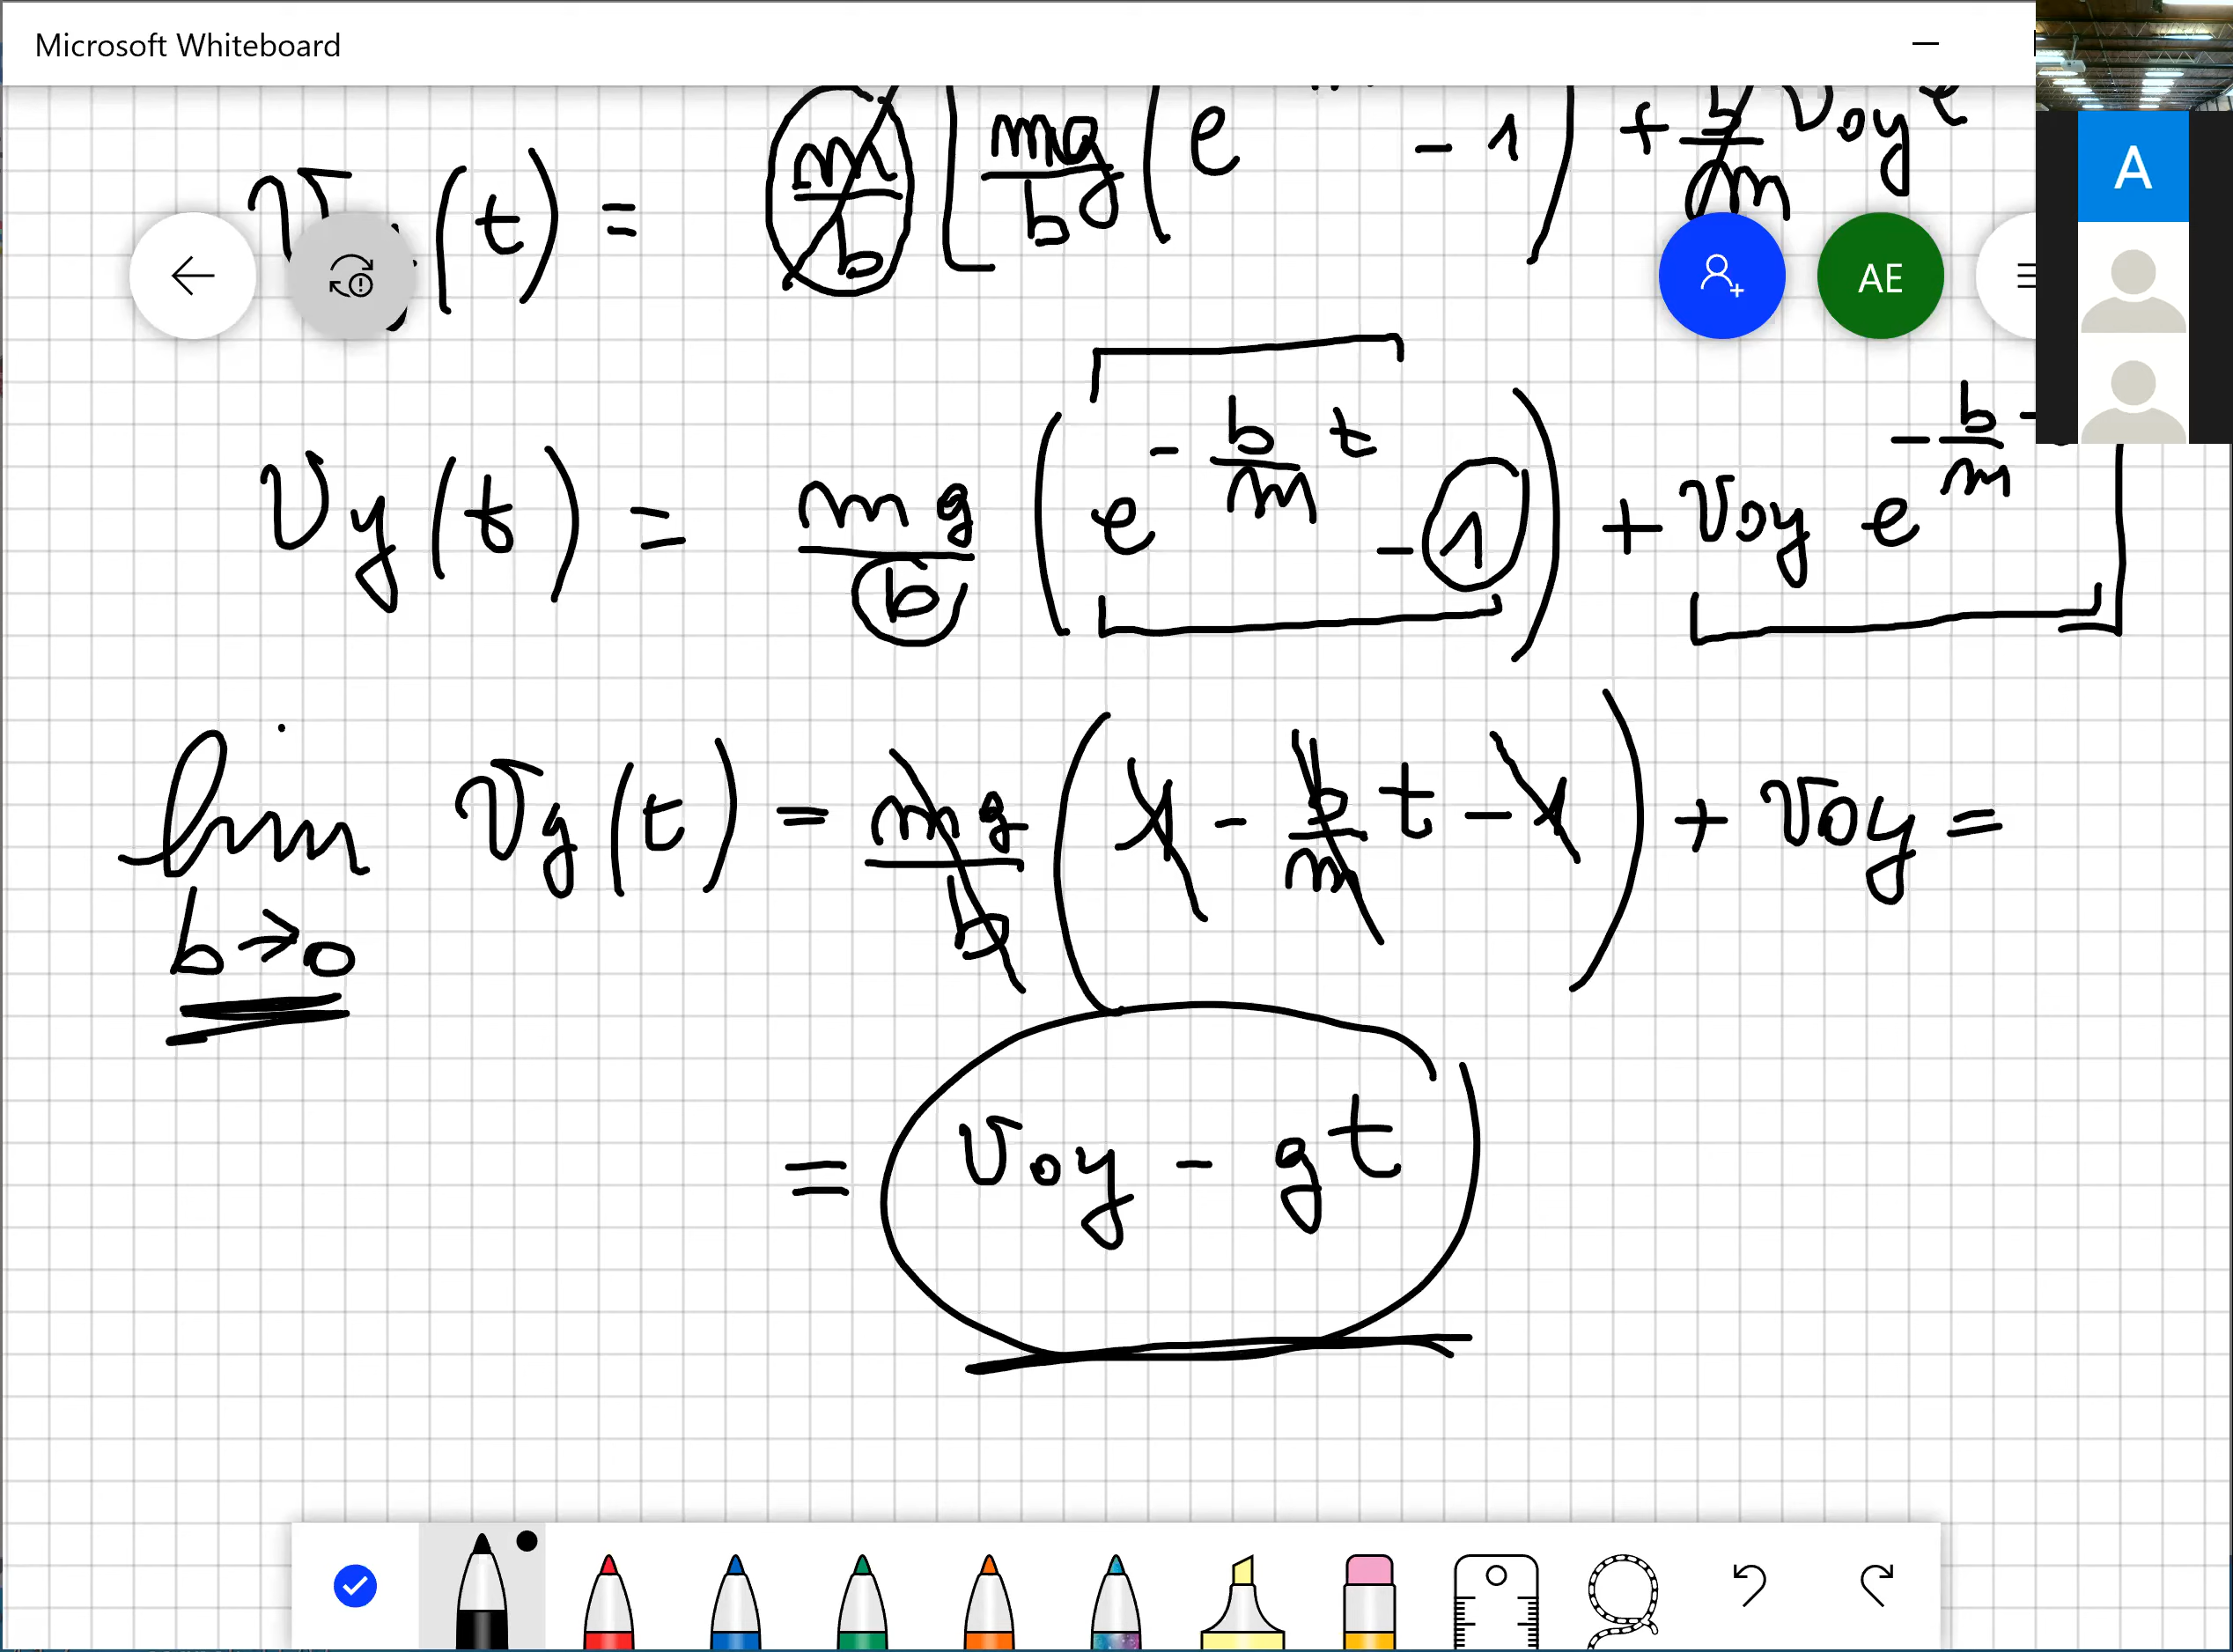 Microsoft Whiteboard
v (t) = m/b [ mg/b ( e - 1 ) + b/m voy e
A
AE
vy(t) = mg/b ( e^(-b/m t) - 1 ) + voy e^(-b/m
lim b→0 vy(t) = mg/b ( 1 - b/m t - 1 ) + voy =
= voy - gt